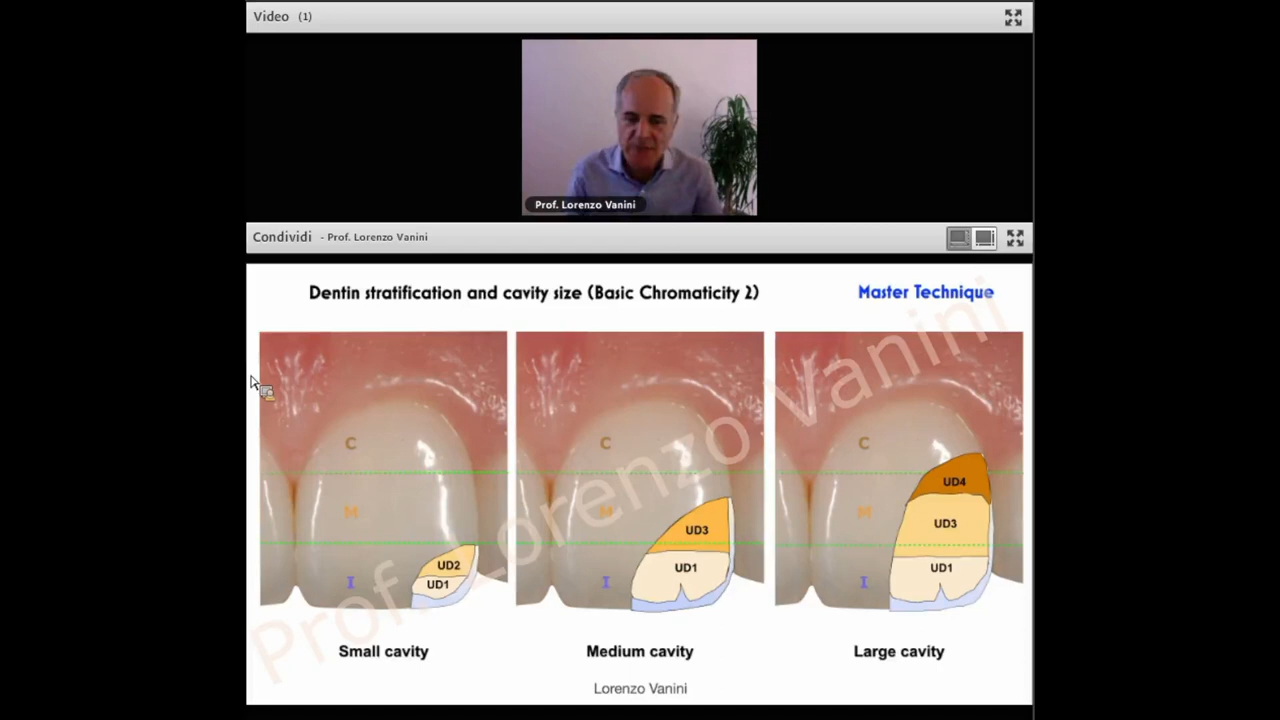 Video (1)
Prof. Lorenzo Vanini
Condividi - Prof. Lorenzo Vanini
Dentin stratification and cavity size (Basic Chromaticity 2)
Master Technique
C
M
I
UD2
UD1
C
M
I
UD3
UD1
C
M
I
UD4
UD3
UD1
Prof. Lorenzo Vanini
Small cavity
Medium cavity
Large cavity
Lorenzo Vanini